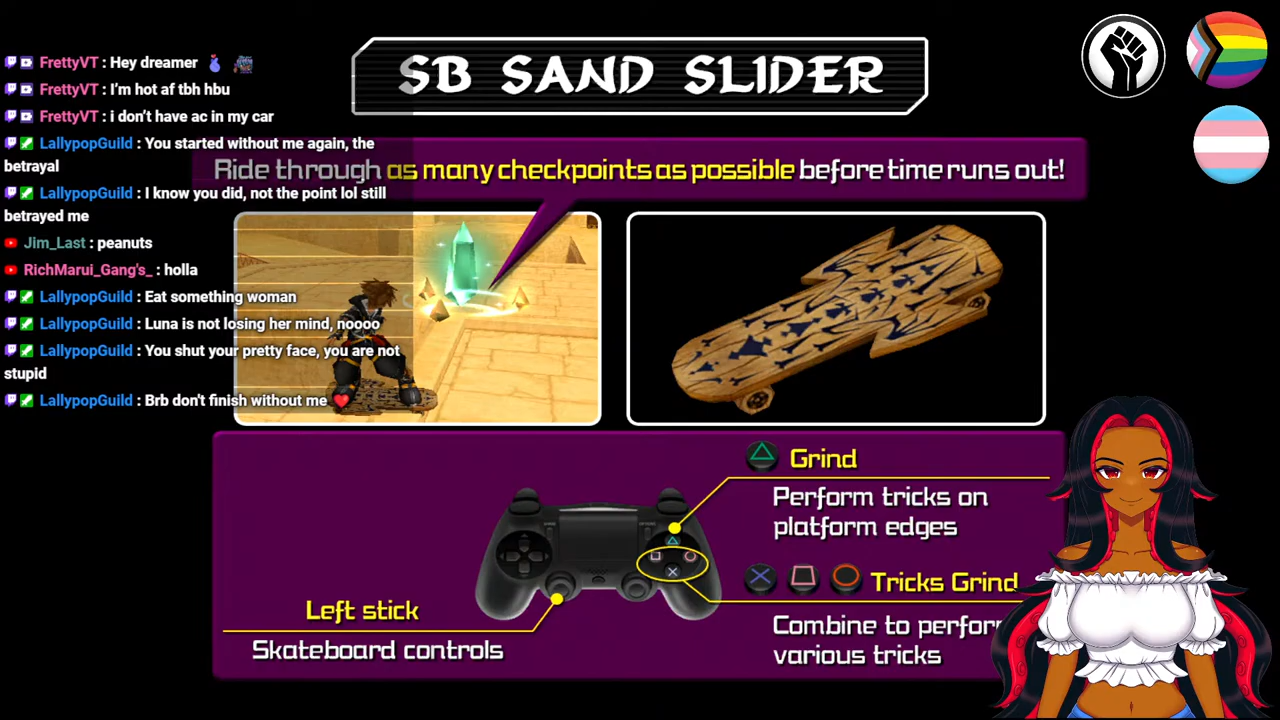 SB SAND SLIDER
FrettyVT : Hey dreamer
FrettyVT : I'm hot af tbh hbu
FrettyVT : i don't have ac in my car
LallypopGuild : You started without me again, the
betrayal
LallypopGuild : I know you did, not the point lol still
betrayed me
Jim_Last : peanuts
RichMarui_Gang's_ : holla
LallypopGuild : Eat something woman
LallypopGuild : Luna is not losing her mind, noooo
LallypopGuild : You shut your pretty face, you are not
stupid
LallypopGuild : Brb don't finish without me
Ride through as many checkpoints as possible before time runs out!
Grind
Perform tricks on
platform edges
Tricks Grind
Combine to perfor
various tricks
Left stick
Skateboard controls